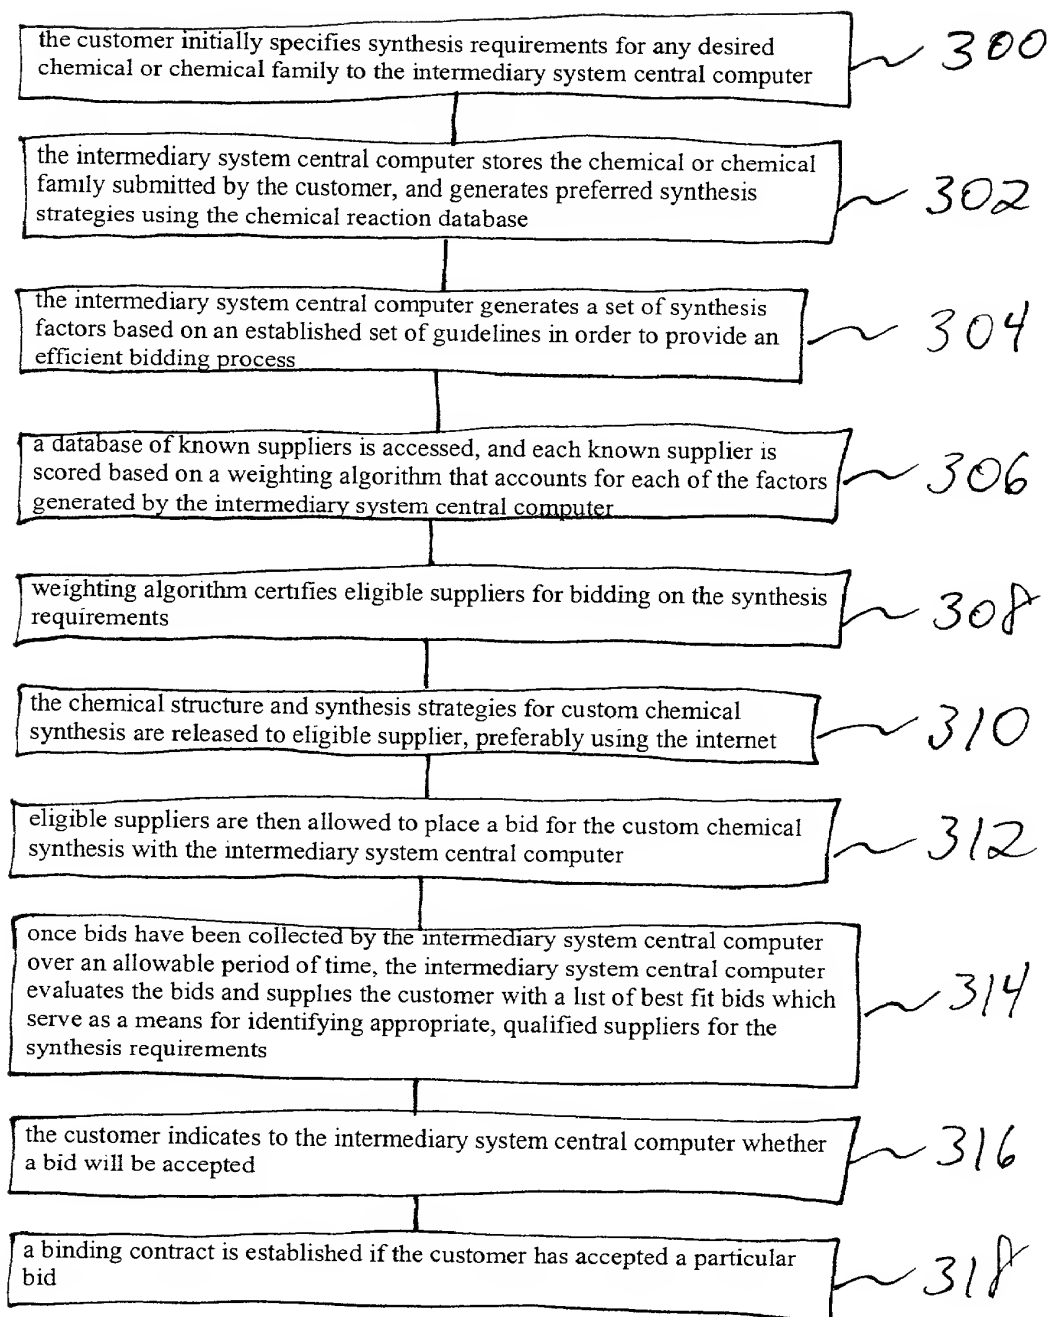 the customer initially specifies synthesis requirements for any desired
chemical or chemical family to the intermediary system central computer
300
the intermediary system central computer stores the chemical or chemical
family submitted by the customer, and generates preferred synthesis
strategies using the chemical reaction database
302
the intermediary system central computer generates a set of synthesis
factors based on an established set of guidelines in order to provide an
efficient bidding process
304
a database of known suppliers is accessed, and each known supplier is
scored based on a weighting algorithm that accounts for each of the factors
generated by the intermediary system central computer
306
weighting algorithm certifies eligible suppliers for bidding on the synthesis
requirements
308
the chemical structure and synthesis strategies for custom chemical
synthesis are released to eligible supplier, preferably using the internet
310
eligible suppliers are then allowed to place a bid for the custom chemical
synthesis with the intermediary system central computer
312
once bids have been collected by the intermediary system central computer
over an allowable period of time, the intermediary system central computer
evaluates the bids and supplies the customer with a list of best fit bids which
serve as a means for identifying appropriate, qualified suppliers for the
synthesis requirements
314
the customer indicates to the intermediary system central computer whether
a bid will be accepted
316
a binding contract is established if the customer has accepted a particular
bid
318